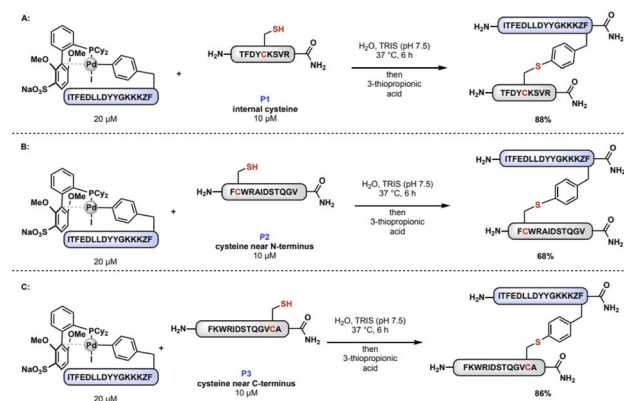 A:
MeO
OMe
PCy2
Pd
I
NaO3S
ITFEDLLDYYGKKKZF
20 µM
+
SH
H2N
TFDYCKSVR
O
NH2
P1
internal cysteine
10 µM
H2O, TRIS (pH 7.5)
37 °C, 6 h
then
3-thiopropionic
acid
H2N
ITFEDLLDYYGKKKZF
O
NH2
S
H2N
TFDYCKSVR
O
NH2
88%
B:
MeO
OMe
PCy2
Pd
I
NaO3S
ITFEDLLDYYGKKKZF
20 µM
+
SH
H2N
FCWRAIDSTQGV
O
NH2
P2
cysteine near N-terminus
10 µM
H2O, TRIS (pH 7.5)
37 °C, 6 h
then
3-thiopropionic
acid
H2N
ITFEDLLDYYGKKKZF
O
NH2
S
H2N
FCWRAIDSTQGV
O
NH2
68%
C:
MeO
OMe
PCy2
Pd
I
NaO3S
ITFEDLLDYYGKKKZF
20 µM
+
SH
H2N
FKWRIDSTQGVCA
O
NH2
P3
cysteine near C-terminus
10 µM
H2O, TRIS (pH 7.5)
37 °C, 6 h
then
3-thiopropionic
acid
H2N
ITFEDLLDYYGKKKZF
O
NH2
S
H2N
FKWRIDSTQGVCA
O
NH2
86%